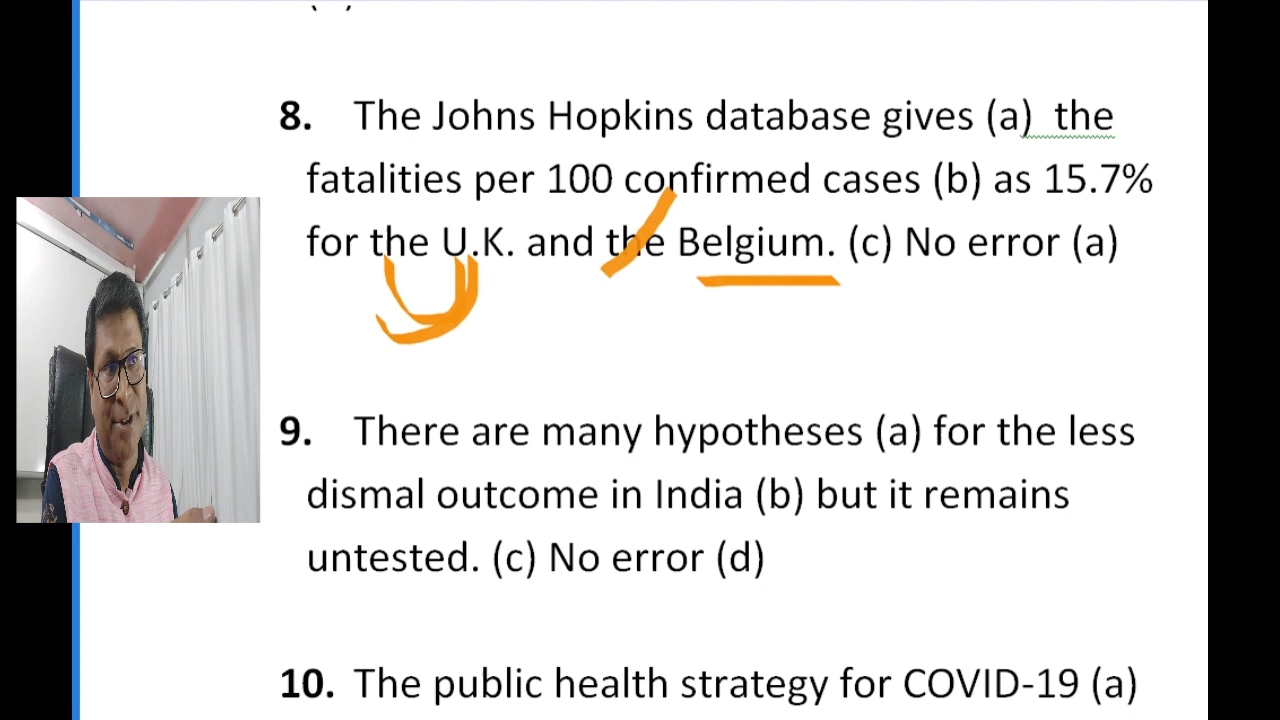 8. The Johns Hopkins database gives (a) the
fatalities per 100 confirmed cases (b) as 15.7%
for the U.K. and the Belgium. (c) No error (a)
9. There are many hypotheses (a) for the less
dismal outcome in India (b) but it remains
untested. (c) No error (d)
10. The public health strategy for COVID-19 (a)